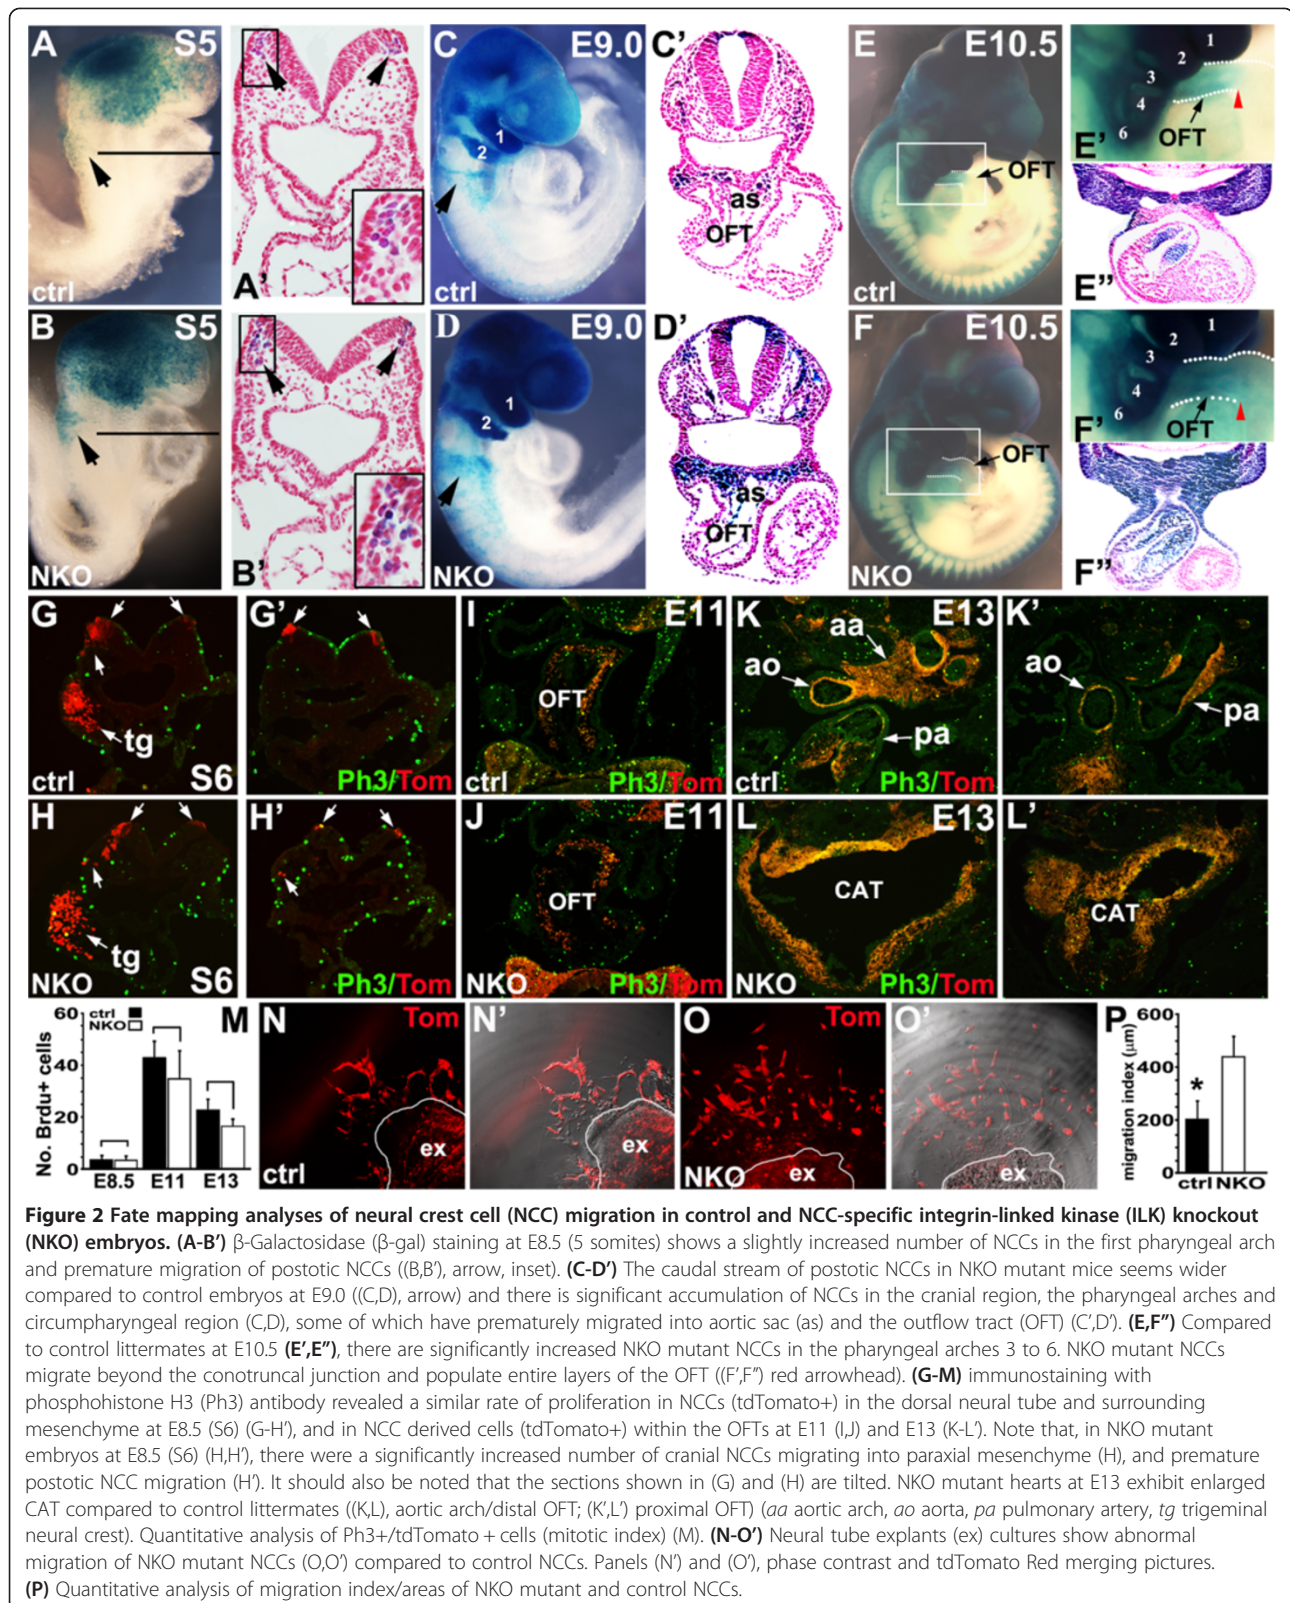 A S5 C E9.0 C' E E10.5 1 2 3 4 6 OFT E'
1 2 as OFT OFT
ctrl A' ctrl ctrl E''
B S5 D E9.0 D' F E10.5 1 2 3 4 6 OFT F'
1 2 as OFT OFT
NKO B' NKO NKO F''
G G' I E11 K E13 K'
aa ao ao
OFT
tg pa pa
ctrl S6 Ph3/Tom ctrl Ph3/Tom ctrl Ph3/Tom
H H' J E11 L E13 L'
OFT CAT CAT
tg
NKO S6 Ph3/Tom NKO Ph3/Tom NKO Ph3/Tom
M
No. Brdu+ cells
60
40
20
0
ctrl
NKO
E8.5 E11 E13
N Tom N' O Tom O'
ctrl ex ex NKO ex ex
P
migration index (μm)
600
400
200
0
*
ctrl NKO
Figure 2 Fate mapping analyses of neural crest cell (NCC) migration in control and NCC-specific integrin-linked kinase (ILK) knockout
(NKO) embryos. (A-B') β-Galactosidase (β-gal) staining at E8.5 (5 somites) shows a slightly increased number of NCCs in the first pharyngeal arch
and premature migration of postotic NCCs ((B,B'), arrow, inset). (C-D') The caudal stream of postotic NCCs in NKO mutant mice seems wider
compared to control embryos at E9.0 ((C,D), arrow) and there is significant accumulation of NCCs in the cranial region, the pharyngeal arches and
circumpharyngeal region (C,D), some of which have prematurely migrated into aortic sac (as) and the outflow tract (OFT) (C',D'). (E,F'') Compared
to control littermates at E10.5 (E',E''), there are significantly increased NKO mutant NCCs in the pharyngeal arches 3 to 6. NKO mutant NCCs
migrate beyond the conotruncal junction and populate entire layers of the OFT ((F',F'') red arrowhead). (G-M) immunostaining with
phosphohistone H3 (Ph3) antibody revealed a similar rate of proliferation in NCCs (tdTomato+) in the dorsal neural tube and surrounding
mesenchyme at E8.5 (S6) (G-H'), and in NCC derived cells (tdTomato+) within the OFTs at E11 (I,J) and E13 (K-L'). Note that, in NKO mutant
embryos at E8.5 (S6) (H,H'), there were a significantly increased number of cranial NCCs migrating into paraxial mesenchyme (H), and premature
postotic NCC migration (H'). It should also be noted that the sections shown in (G) and (H) are tilted. NKO mutant hearts at E13 exhibit enlarged
CAT compared to control littermates ((K,L), aortic arch/distal OFT; (K',L') proximal OFT) (aa aortic arch, ao aorta, pa pulmonary artery, tg trigeminal
neural crest). Quantitative analysis of Ph3+/tdTomato + cells (mitotic index) (M). (N-O') Neural tube explants (ex) cultures show abnormal
migration of NKO mutant NCCs (O,O') compared to control NCCs. Panels (N') and (O'), phase contrast and tdTomato Red merging pictures.
(P) Quantitative analysis of migration index/areas of NKO mutant and control NCCs.